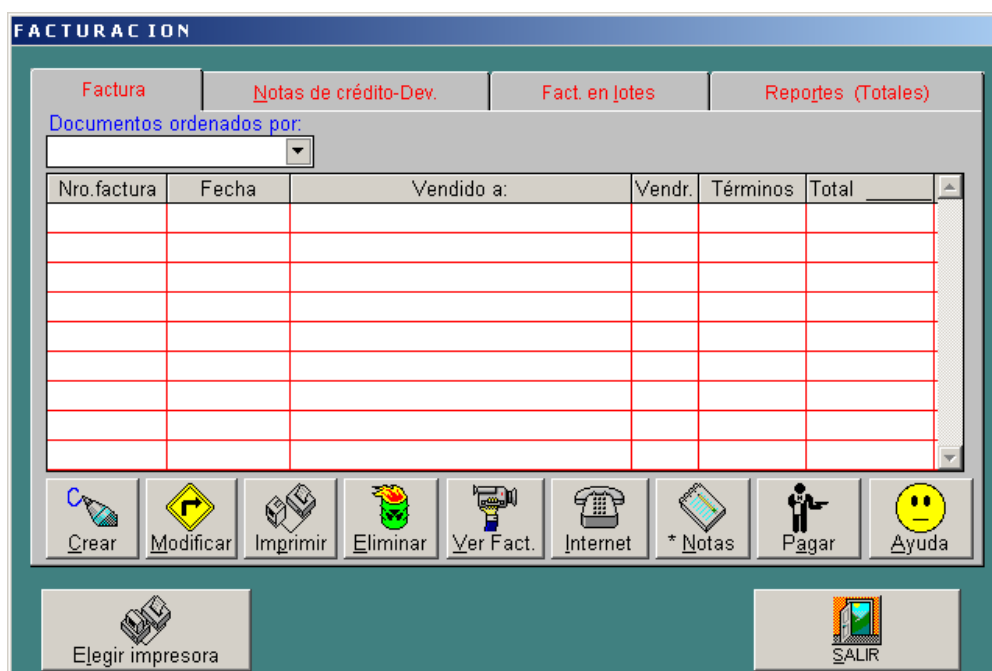 FACTURACION
Factura
Notas de crédito-Dev.
Fact. en lotes
Reportes (Totales)
Documentos ordenados por:
Nro.factura Fecha Vendido a: Vendr. Términos Total ______
C
Crear Modificar Imprimir Eliminar Ver Fact. Internet * Notas Pagar Ayuda
Elegir impresora
SALIR